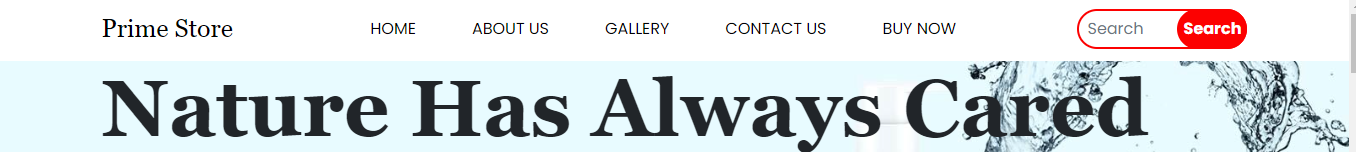 Prime Store HOME ABOUT US GALLERY CONTACT US BUY NOW Search Search
Nature Has Always Cared